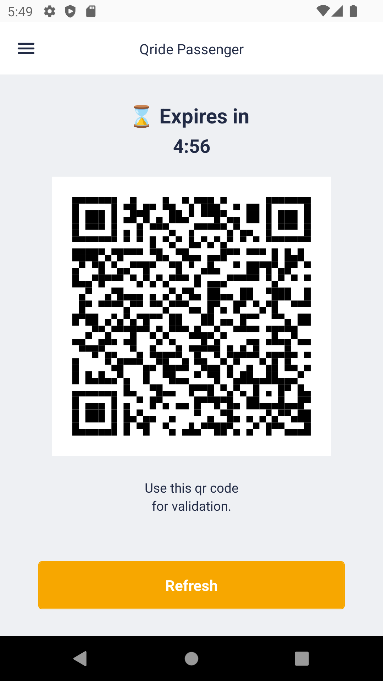 5:49
Qride Passenger
⌛ Expires in
4:56
Use this qr code
for validation.
Refresh